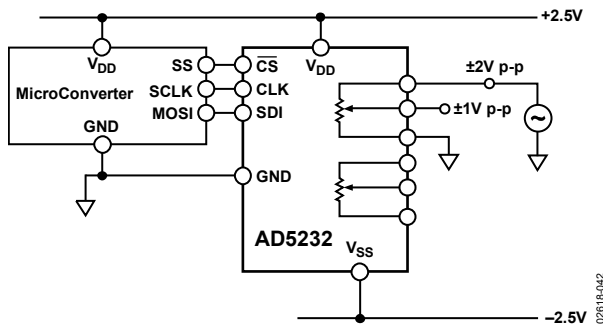 +2.5V
VDD
VDD
MicroConverter
SS
CS
SCLK
CLK
MOSI
SDI
GND
GND
±2V p-p
±1V p-p
~
AD5232
VSS
–2.5V
02618-042